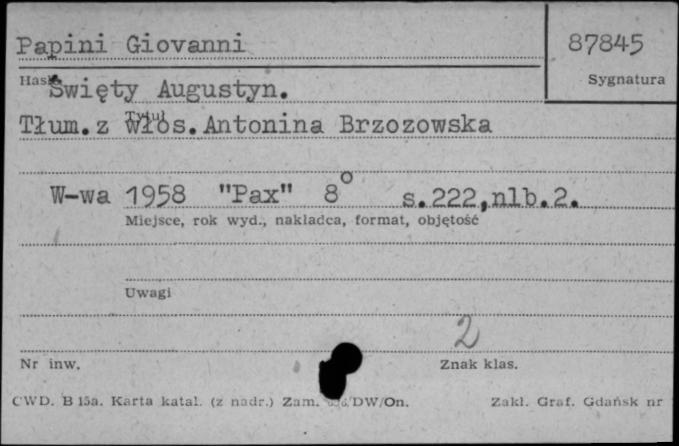 Papini Giovanni 87845
Hasło Sygnatura
Święty Augustyn.
Tytuł
Tłum. z włos. Antonina Brzozowska
W-wa 1958 "Pax" 8° s.222,nlb.2.
Miejsce, rok wyd., nakładca, format, objętość
Uwagi
2
Nr inw. Znak klas.
CWD. B 15a. Karta katal. (z nadr.) Zam. DW/On. Zakł. Graf. Gdańsk nr